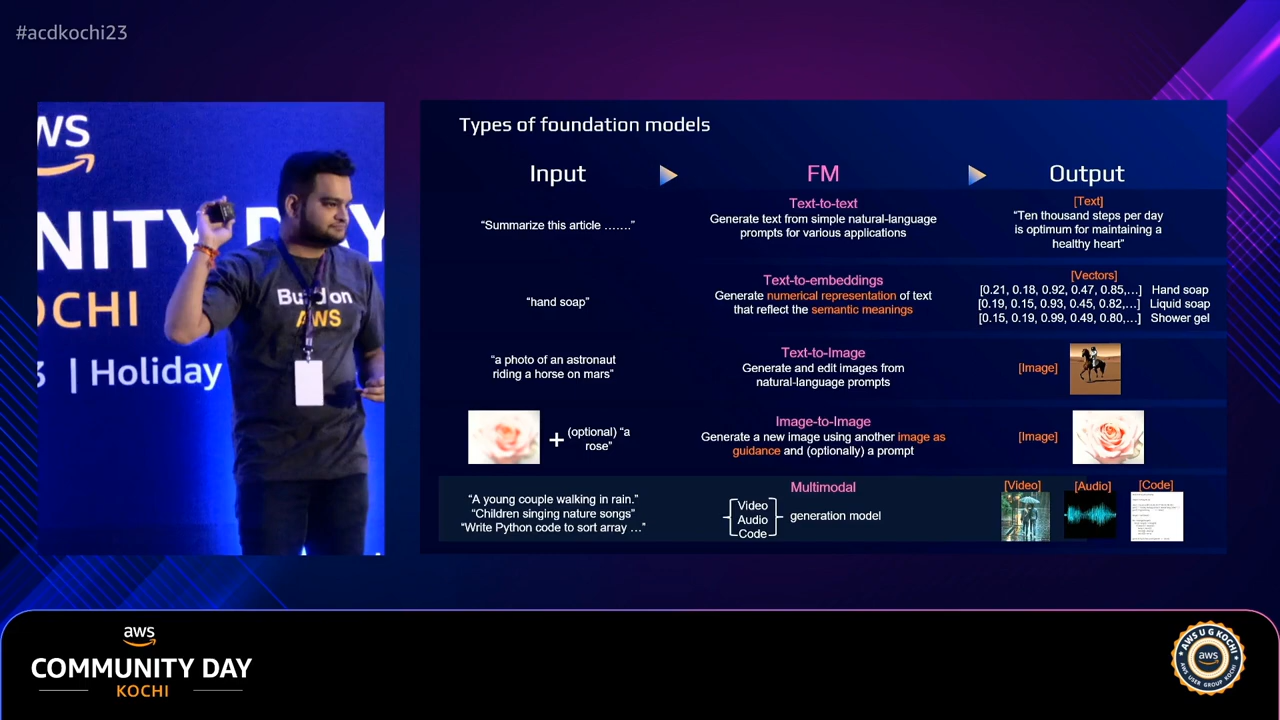 #acdkochi23
WS
NITY DAY
OCHI
3 | Holiday
Build on
AWS
Types of foundation models
Input
FM
Output
“Summarize this article …….”
Text-to-text
Generate text from simple natural-language
prompts for various applications
[Text]
“Ten thousand steps per day
is optimum for maintaining a
healthy heart”
“hand soap”
Text-to-embeddings
Generate numerical representation of text
that reflect the semantic meanings
[Vectors]
[0.21, 0.18, 0.92, 0.47, 0.85,…] Hand soap
[0.19, 0.15, 0.93, 0.45, 0.82,…] Liquid soap
[0.15, 0.19, 0.99, 0.49, 0.80,…] Shower gel
“a photo of an astronaut
riding a horse on mars”
Text-to-Image
Generate and edit images from
natural-language prompts
[Image]
+ (optional) “a
rose”
Image-to-Image
Generate a new image using another image as
guidance and (optionally) a prompt
[Image]
“A young couple walking in rain.”
“Children singing nature songs”
“Write Python code to sort array …”
Multimodal
Video
Audio
Code
generation model
[Video]
[Audio]
[Code]
aws
COMMUNITY DAY
KOCHI
AWS UG KOCHI
aws
AWS USER GROUP KOCHI